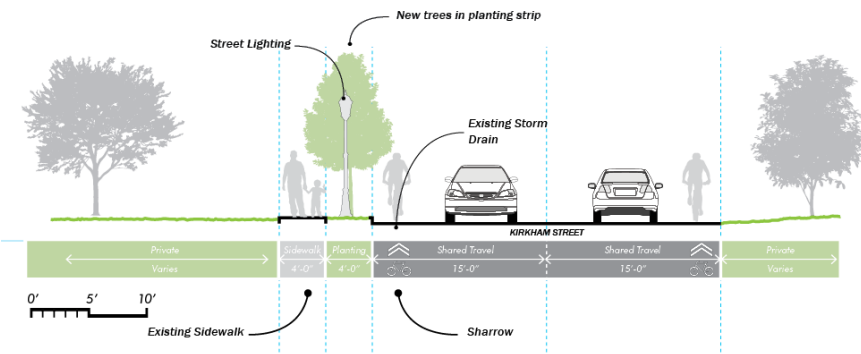 New trees in planting strip
Street Lighting
Existing Storm
Drain
KIRKHAM STREET
Private
Sidewalk
Planting
Shared Travel
Shared Travel
Private
Varies
4'-0"
4'-0"
15'-0"
15'-0"
Varies
0'
5'
10'
Existing Sidewalk
Sharrow